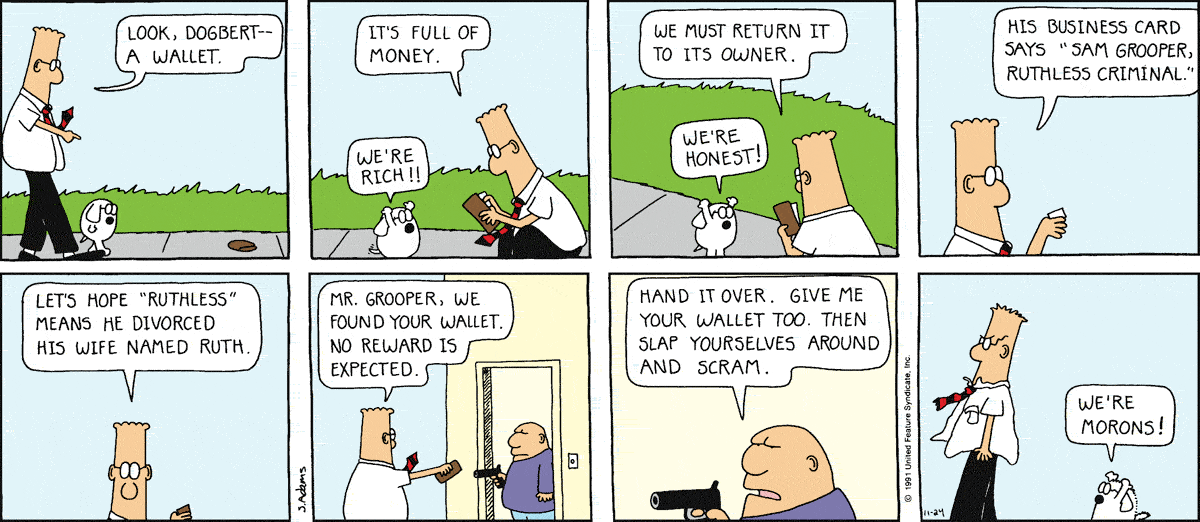 LOOK, DOGBERT--
A WALLET.
IT'S FULL OF
MONEY.
WE'RE
RICH!!
WE MUST RETURN IT
TO ITS OWNER.
WE'RE
HONEST!
HIS BUSINESS CARD
SAYS "SAM GROOPER,
RUTHLESS CRIMINAL."
LET'S HOPE "RUTHLESS"
MEANS HE DIVORCED
HIS WIFE NAMED RUTH.
S.Adams
MR. GROOPER, WE
FOUND YOUR WALLET.
NO REWARD IS
EXPECTED.
HAND IT OVER. GIVE ME
YOUR WALLET TOO. THEN
SLAP YOURSELVES AROUND
AND SCRAM.
© 1991 United Feature Syndicate, Inc.
WE'RE
MORONS!
11-24